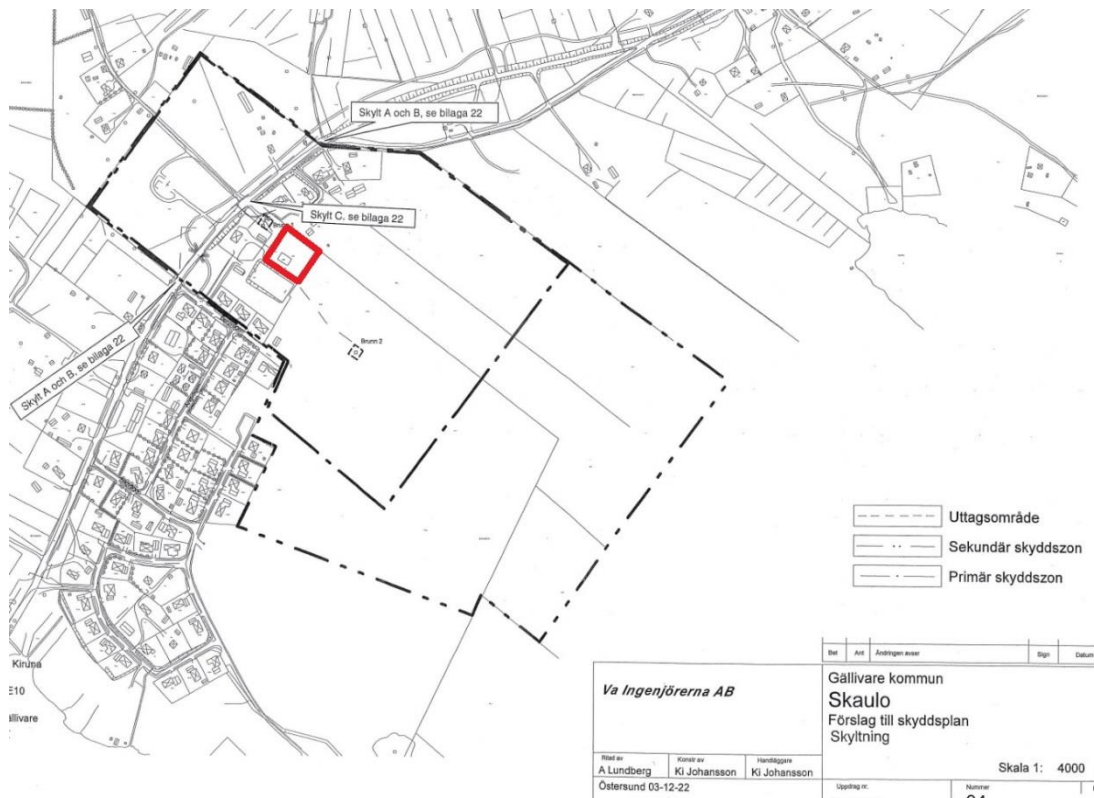 Skylt A och B, se bilaga 22
Skylt C. se bilaga 22
Skylt A och B, se bilaga 22
Brunn 2
Uttagsområde
Sekundär skyddszon
Primär skyddszon
Kiruna
E10
Va Ingenjörerna AB
Bet Ant Ändringen avser Sign Datum
Gällivare kommun
Skaulo
Förslag till skyddsplan
Skyltning
Skala 1: 4000
Ritad av Konstr av Handläggare
A Lundberg Ki Johansson Ki Johansson
Östersund 03-12-22
Uppdrag nr. Nummer